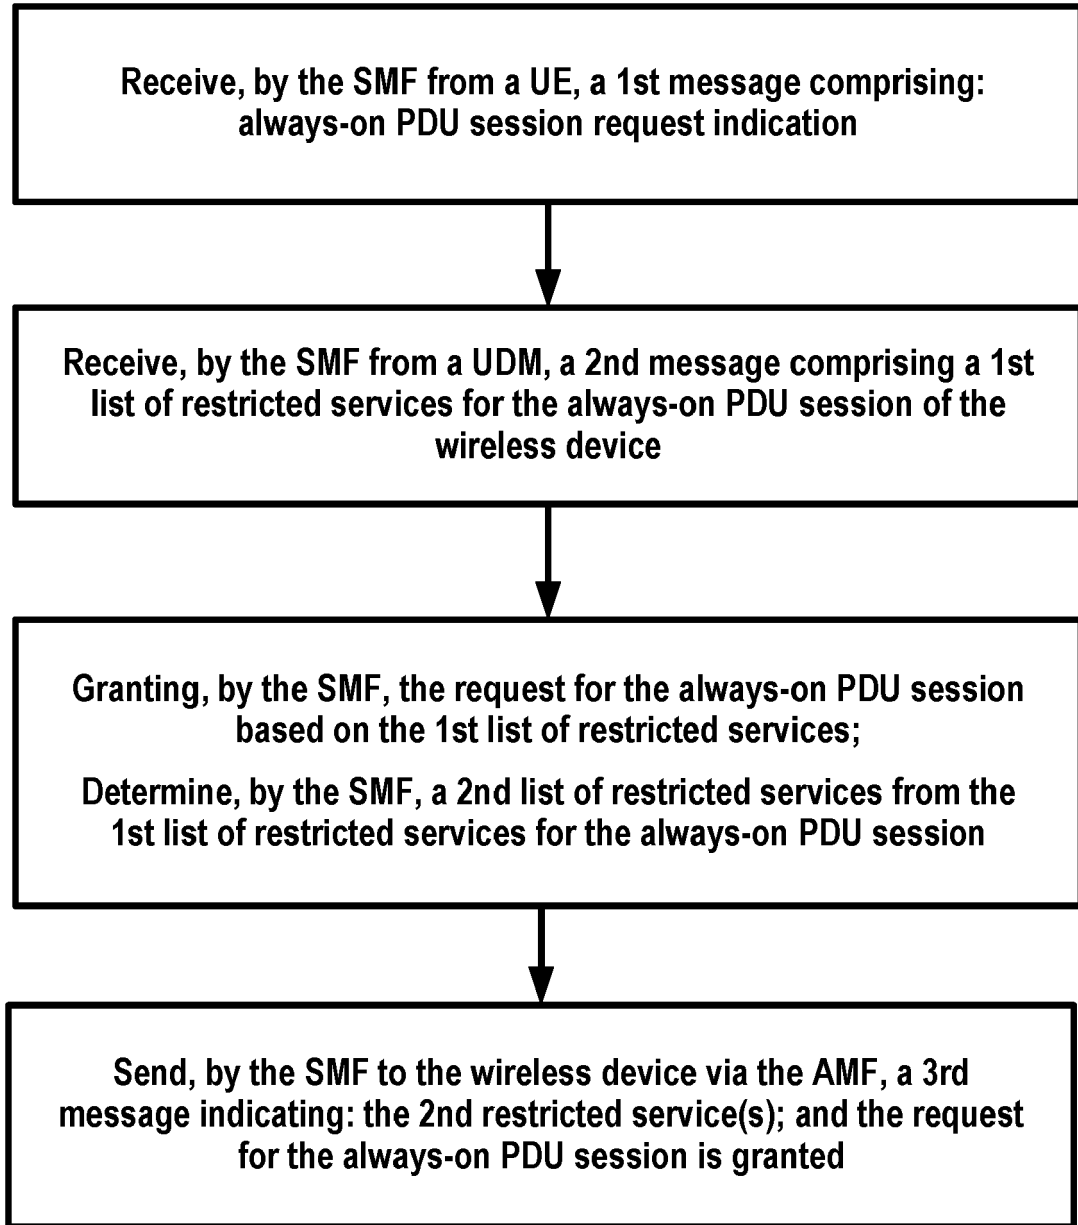 Receive, by the SMF from a UE, a 1st message comprising:
always-on PDU session request indication
Receive, by the SMF from a UDM, a 2nd message comprising a 1st
list of restricted services for the always-on PDU session of the
wireless device
Granting, by the SMF, the request for the always-on PDU session
based on the 1st list of restricted services;
Determine, by the SMF, a 2nd list of restricted services from the
1st list of restricted services for the always-on PDU session
Send, by the SMF to the wireless device via the AMF, a 3rd
message indicating: the 2nd restricted service(s); and the request
for the always-on PDU session is granted